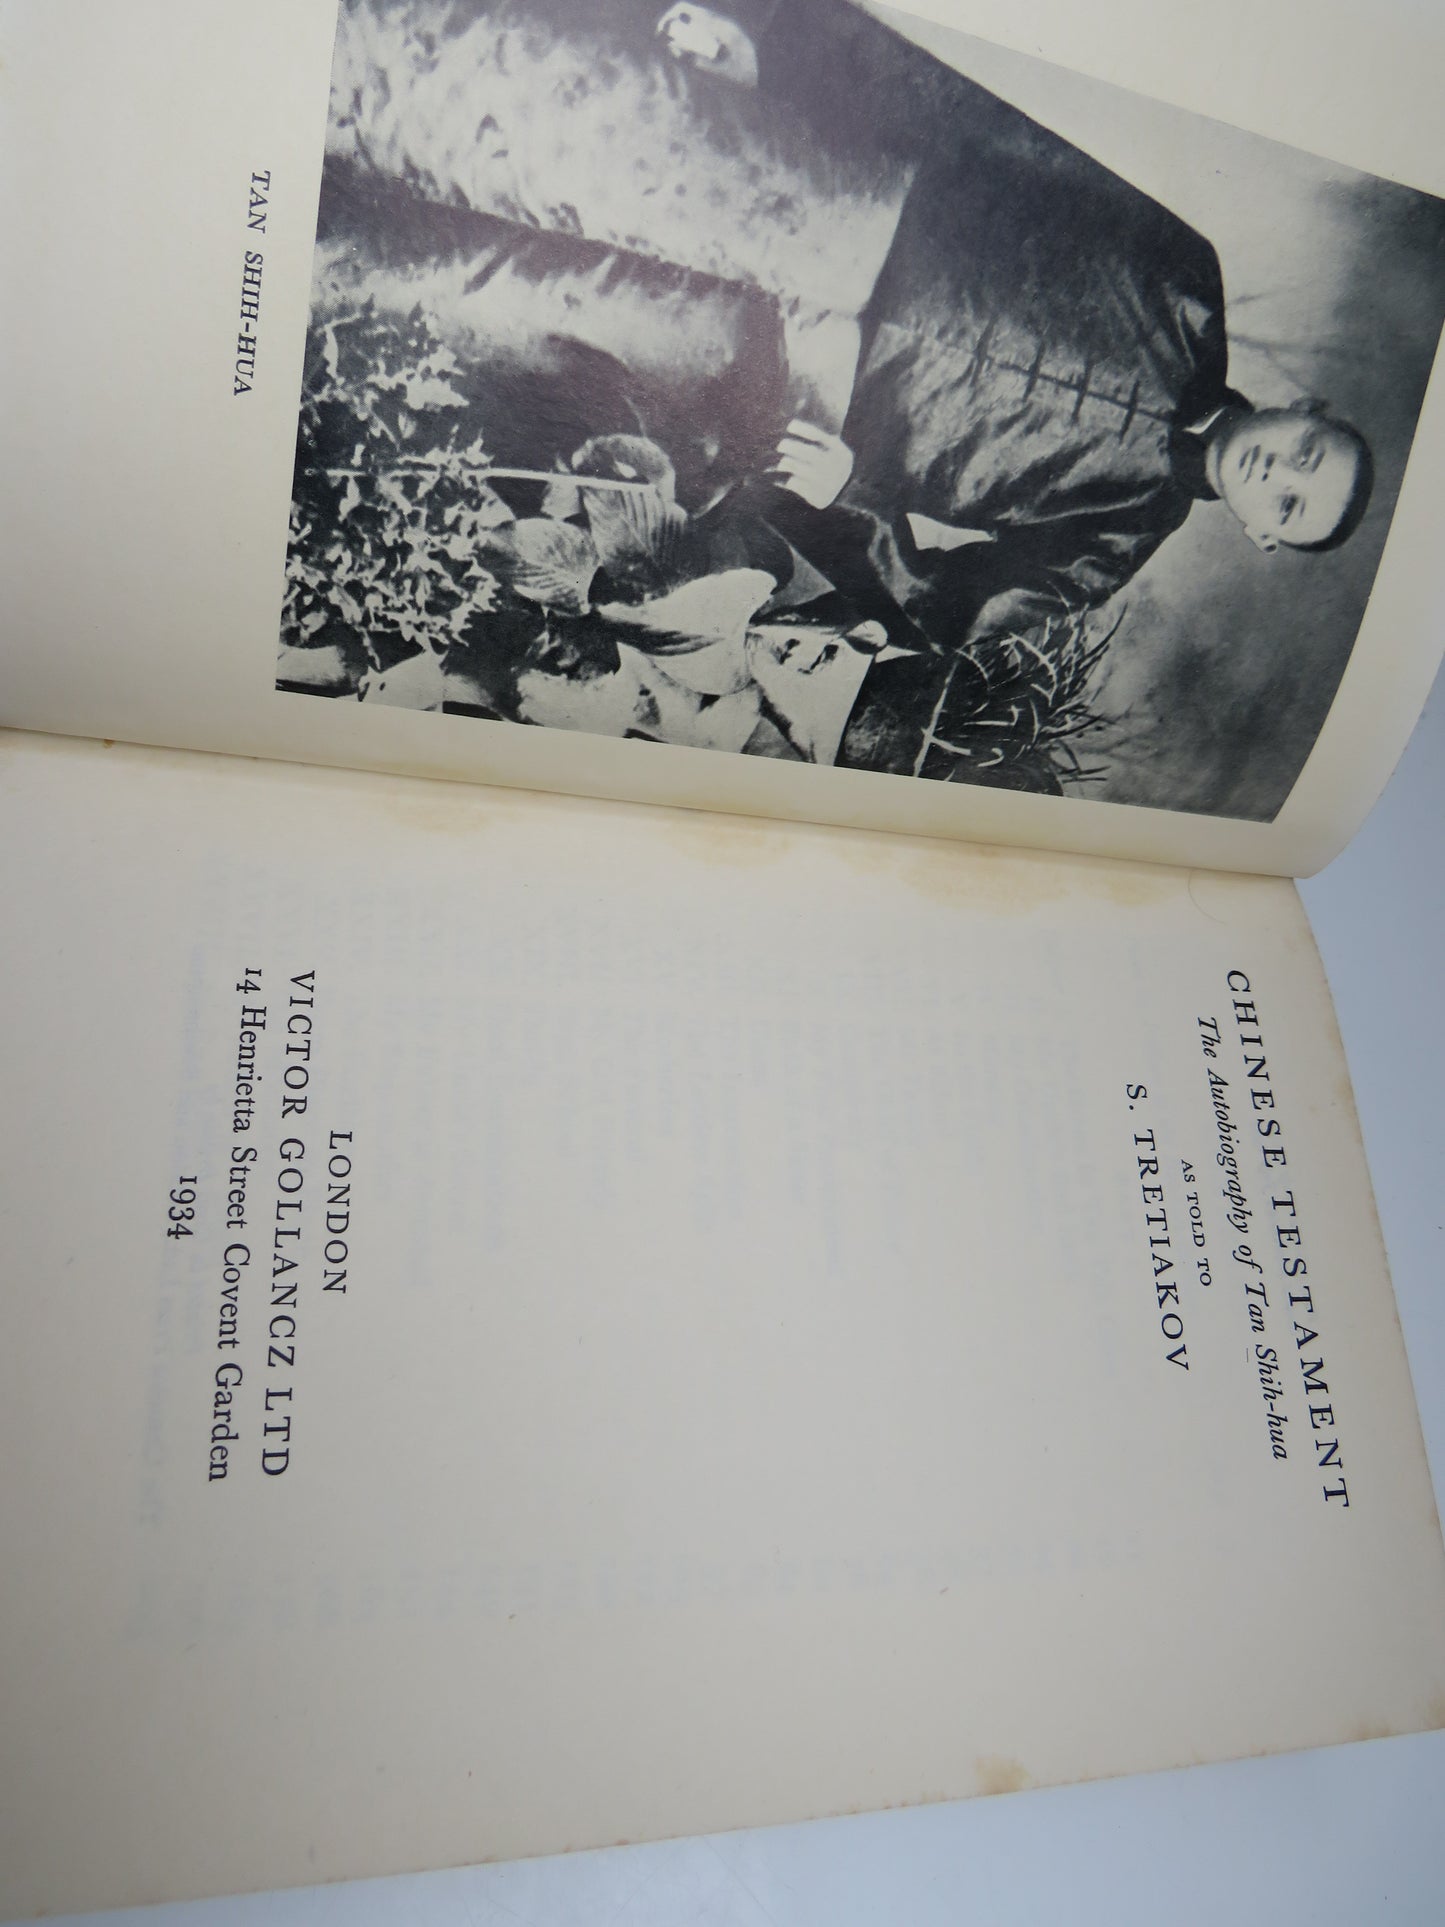 TAN SHIH-HUA
CHINESE TESTAMENT
The Autobiography of Tan Shih-hua
AS TOLD TO
S. TRETIAKOV
LONDON
VICTOR GOLLANCZ LTD
14 Henrietta Street Covent Garden
1934